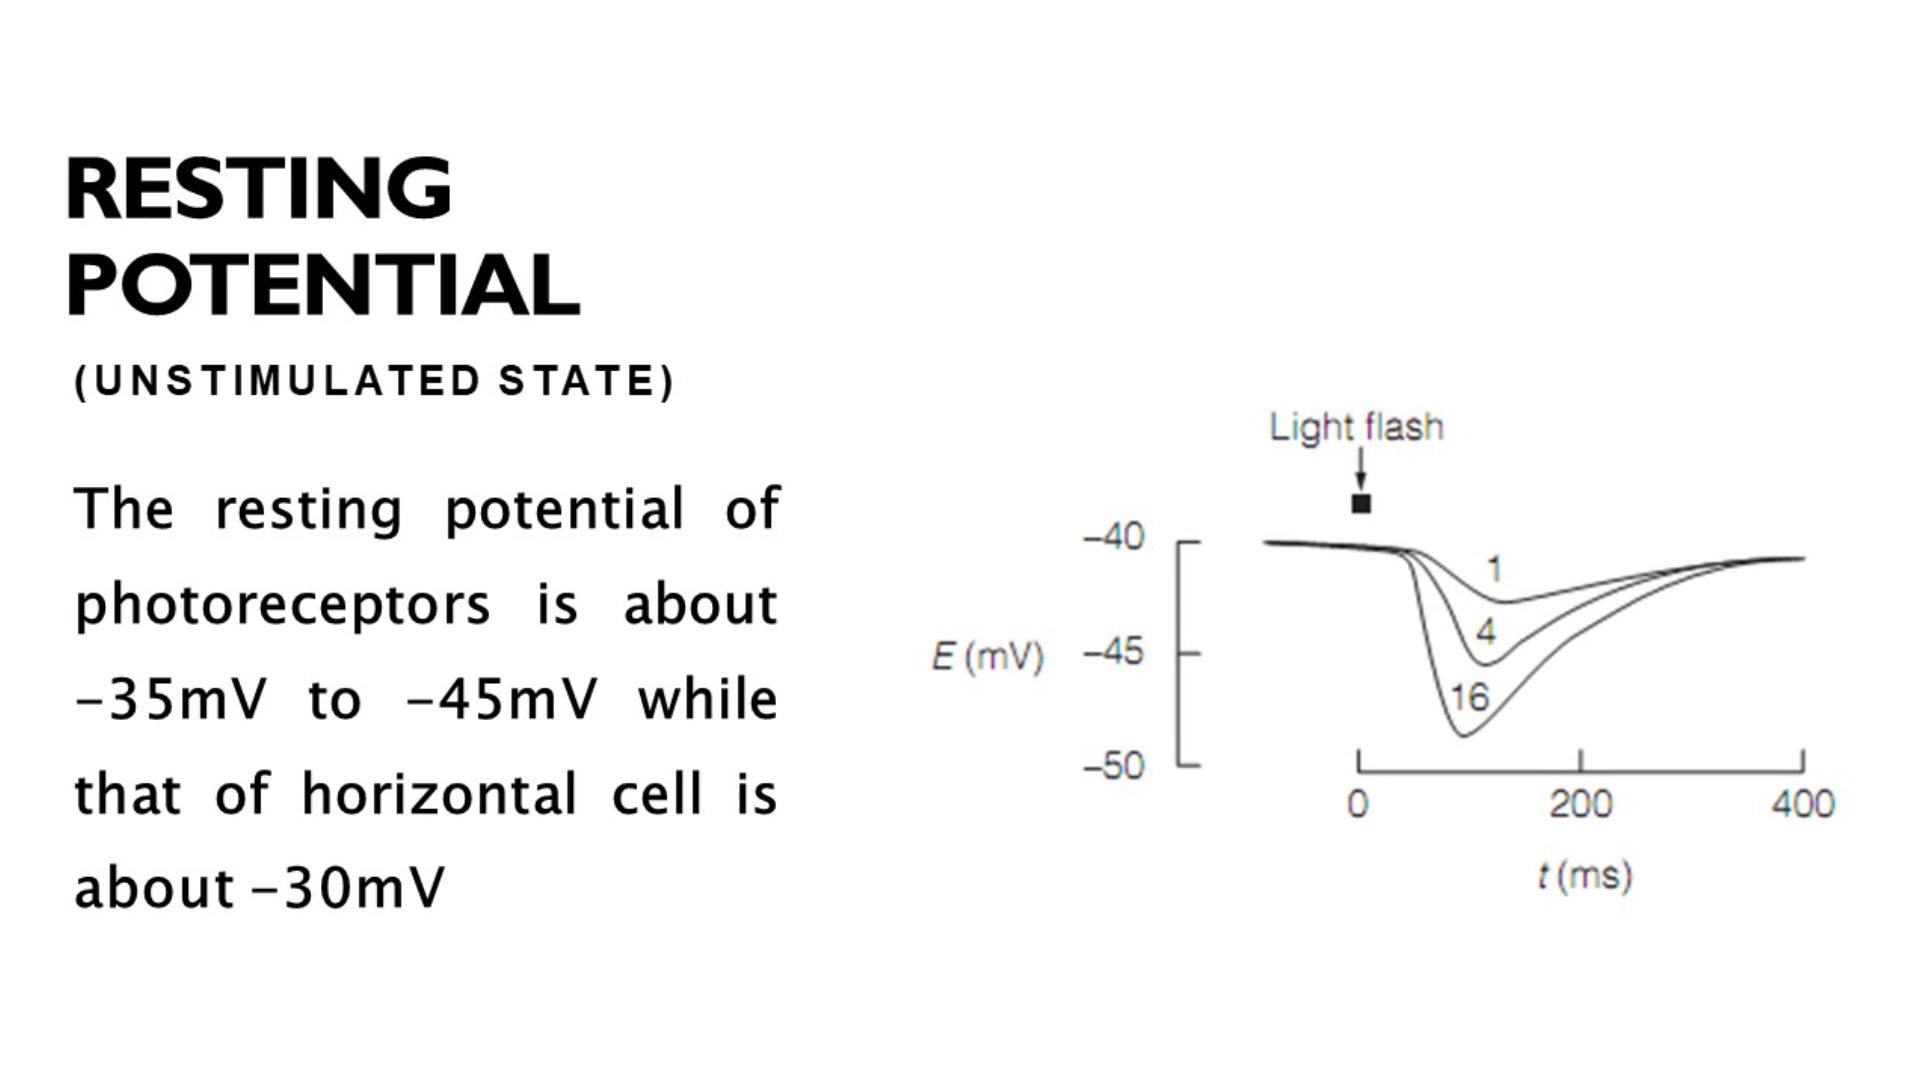 RESTING
POTENTIAL
(UNSTIMULATED STATE)
The resting potential of
photoreceptors is about
−35mV to −45mV while
that of horizontal cell is
about −30mV
Light flash
−40
1
4
E (mV) −45
16
−50
0 200 400
t (ms)